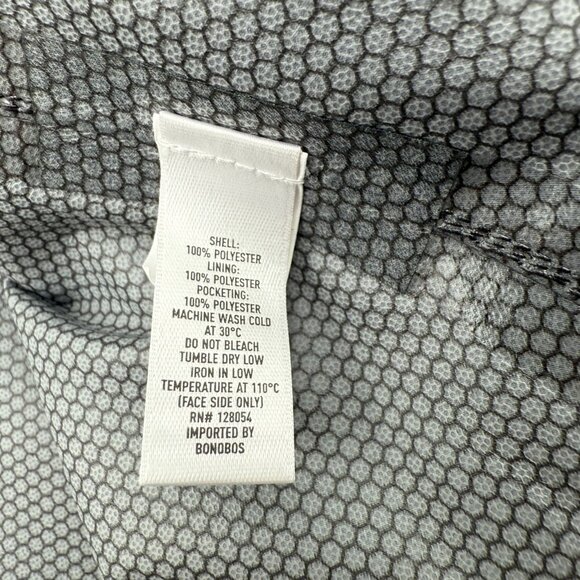 SHELL:
100% POLYESTER
LINING:
100% POLYESTER
POCKETING:
100% POLYESTER
MACHINE WASH COLD
AT 30°C
DO NOT BLEACH
TUMBLE DRY LOW
IRON IN LOW
TEMPERATURE AT 110°C
(FACE SIDE ONLY)
RN# 128054
IMPORTED BY
BONOBOS